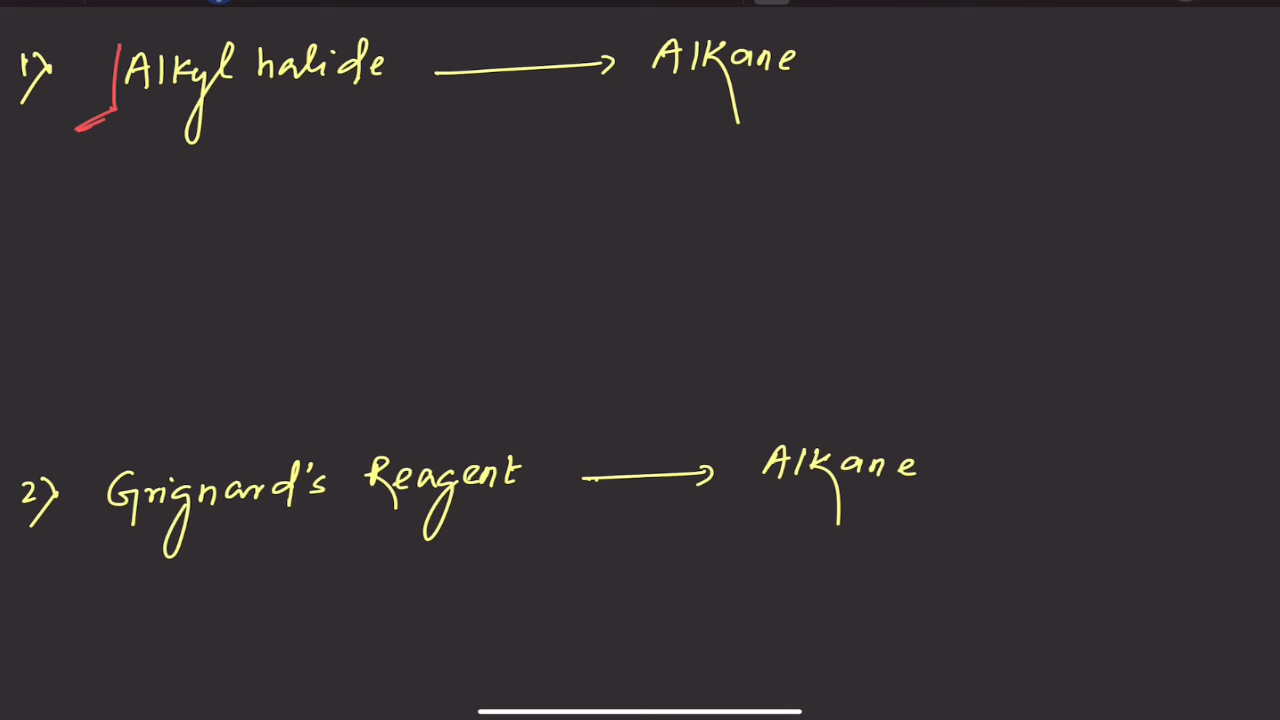 1) Alkyl halide → Alkane
2) Grignard's Reagent → Alkane